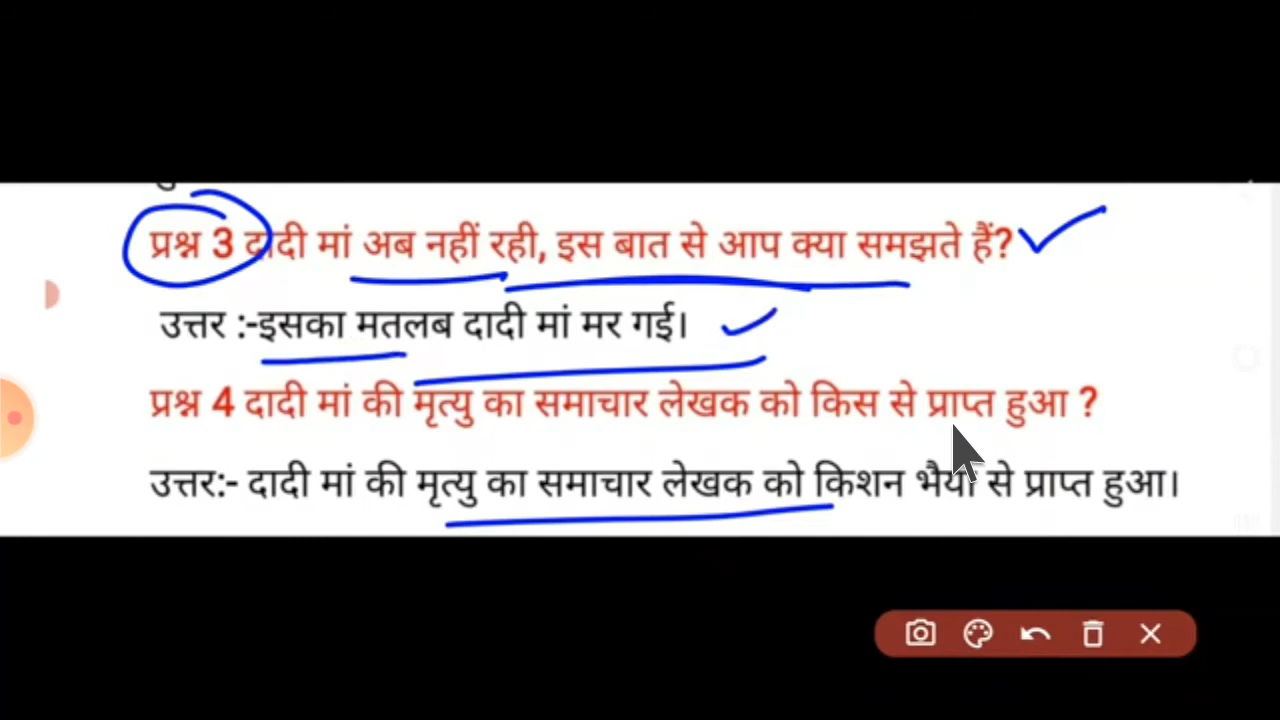 प्रश्न 3 दादी मां अब नहीं रही, इस बात से आप क्या समझते हैं?
उत्तर :-इसका मतलब दादी मां मर गई।
प्रश्न 4 दादी मां की मृत्यु का समाचार लेखक को किस से प्राप्त हुआ ?
उत्तर:- दादी मां की मृत्यु का समाचार लेखक को किशन भैया से प्राप्त हुआ।